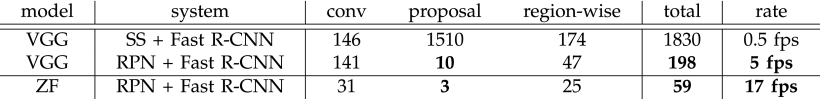 model system conv proposal region-wise total rate
VGG SS + Fast R-CNN 146 1510 174 1830 0.5 fps
VGG RPN + Fast R-CNN 141 10 47 198 5 fps
ZF RPN + Fast R-CNN 31 3 25 59 17 fps